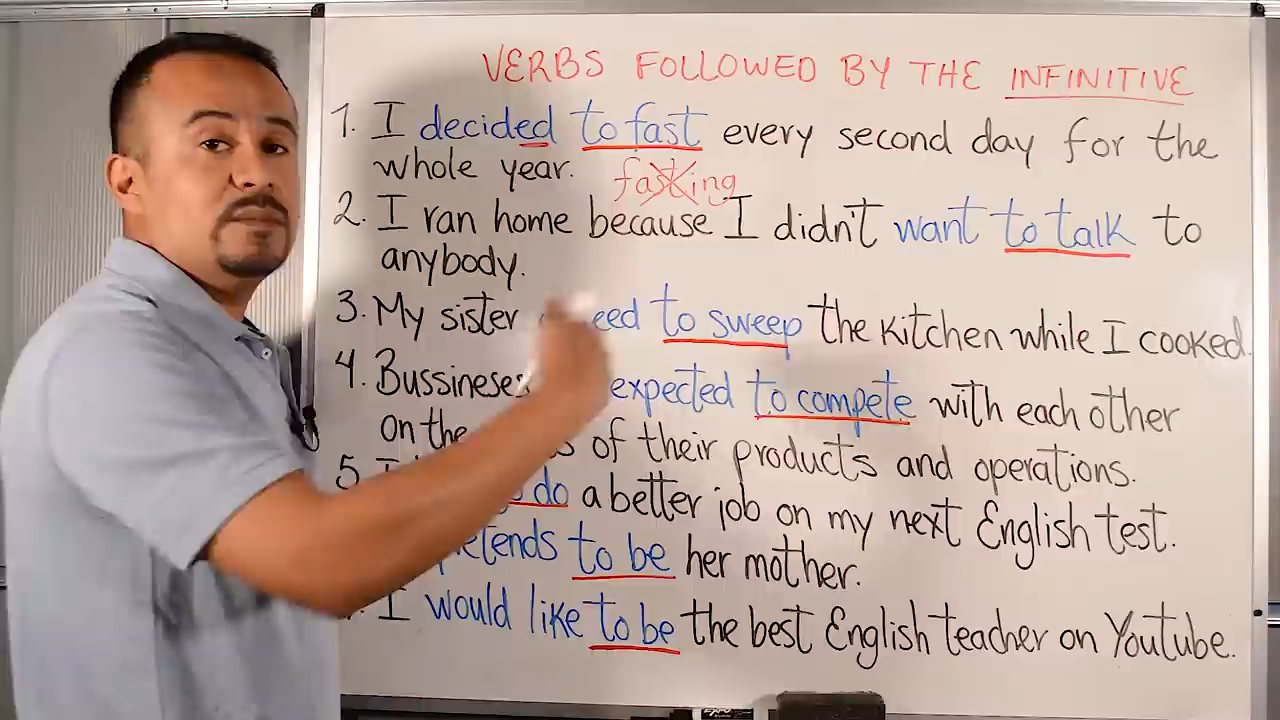 VERBS FOLLOWED BY THE INFINITIVE
1. I decided to fast every second day for the
whole year. fasting
2. I ran home because I didn't want to talk to
anybody.
3. My sister to sweep the kitchen while I cooked.
4. expected to compete with each other
on the of their products and operations.
5. do a better job on my next English test.
to be her mother.
I would like to be the best English teacher on Youtube.
EXPO